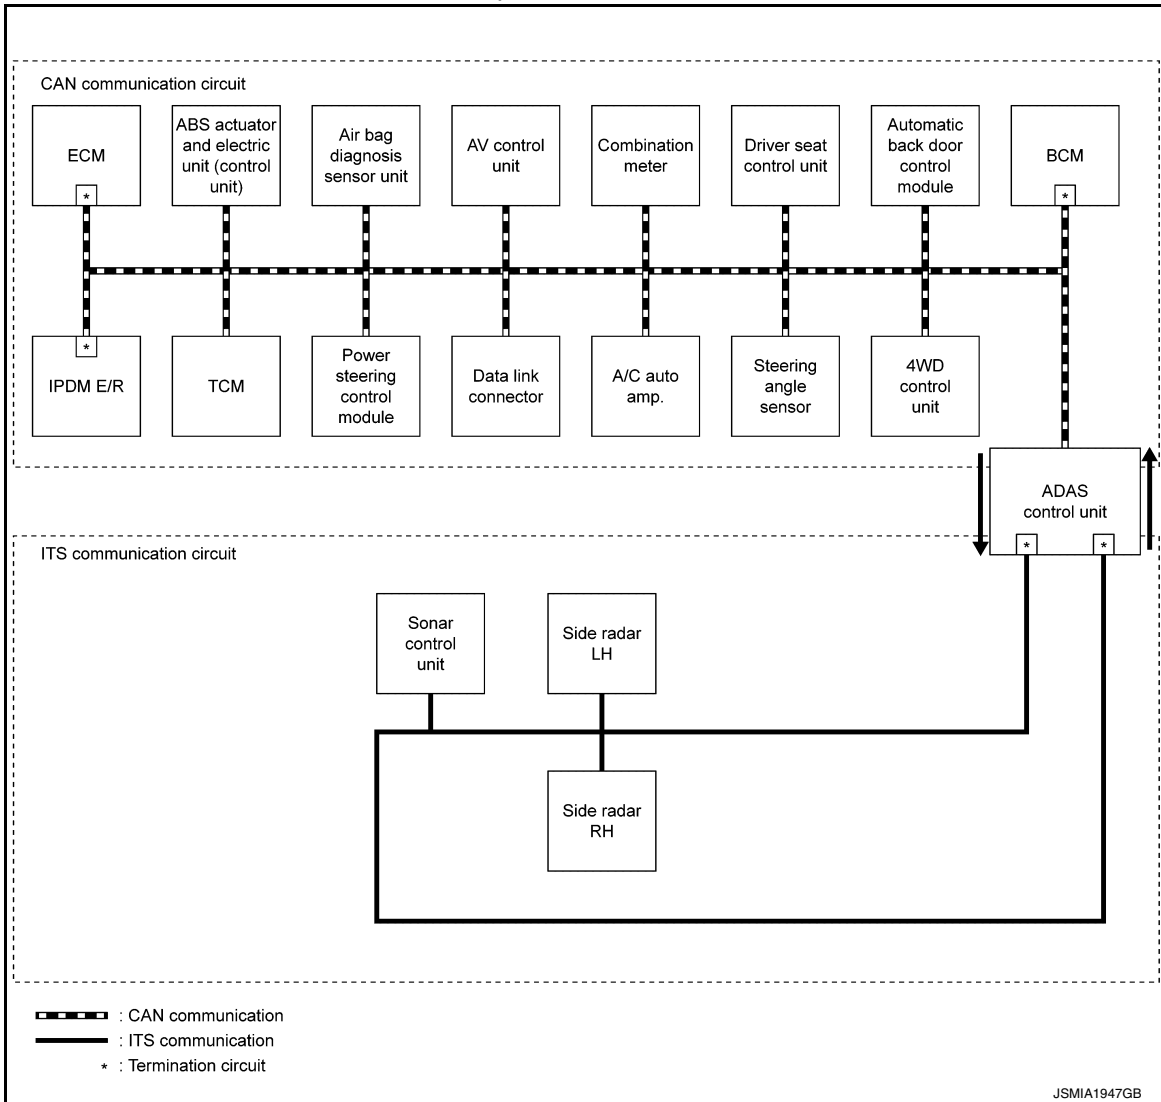 CAN communication circuit
ECM
*
ABS actuator
and electric
unit (control
unit)
Air bag
diagnosis
sensor unit
AV control
unit
Combination
meter
Driver seat
control unit
Automatic
back door
control
module
BCM
*
*
IPDM E/R
TCM
Power
steering
control
module
Data link
connector
A/C auto
amp.
Steering
angle
sensor
4WD
control
unit
ADAS
control unit
*
*
ITS communication circuit
Sonar
control
unit
Side radar
LH
Side radar
RH
: CAN communication
: ITS communication
* : Termination circuit
JSMIA1947GB